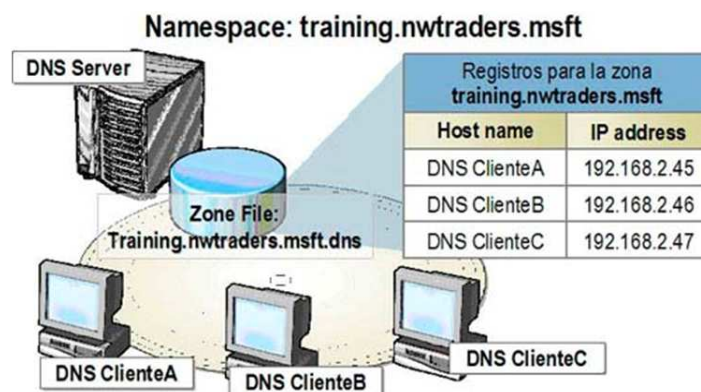 Namespace: training.nwtraders.msft
DNS Server
Registros para la zona
training.nwtraders.msft
Host name IP address
DNS ClienteA 192.168.2.45
DNS ClienteB 192.168.2.46
DNS ClienteC 192.168.2.47
Zone File:
Training.nwtraders.msft.dns
DNS ClienteA
DNS ClienteB
DNS ClienteC